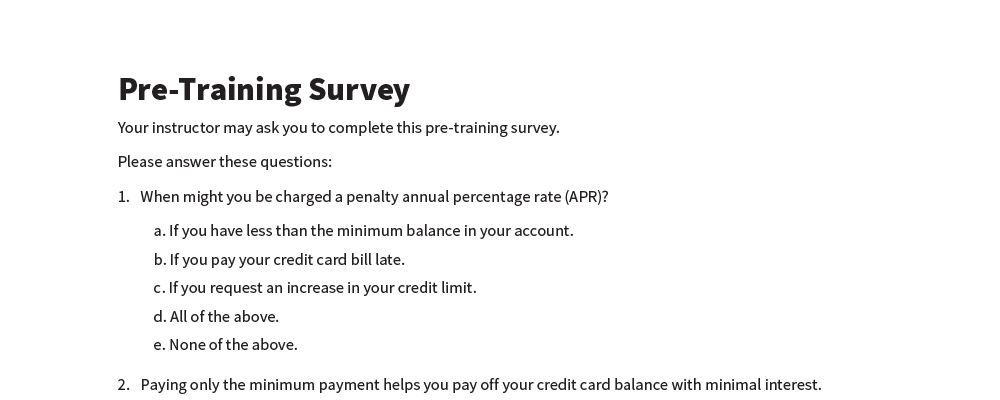 Pre-Training Survey
Your instructor may ask you to complete this pre-training survey.
Please answer these questions:
1. When might you be charged a penalty annual percentage rate (APR)?
a. If you have less than the minimum balance in your account.
b. If you pay your credit card bill late.
c. If you request an increase in your credit limit.
d. All of the above.
e. None of the above.
2. Paying only the minimum payment helps you pay off your credit card balance with minimal interest.